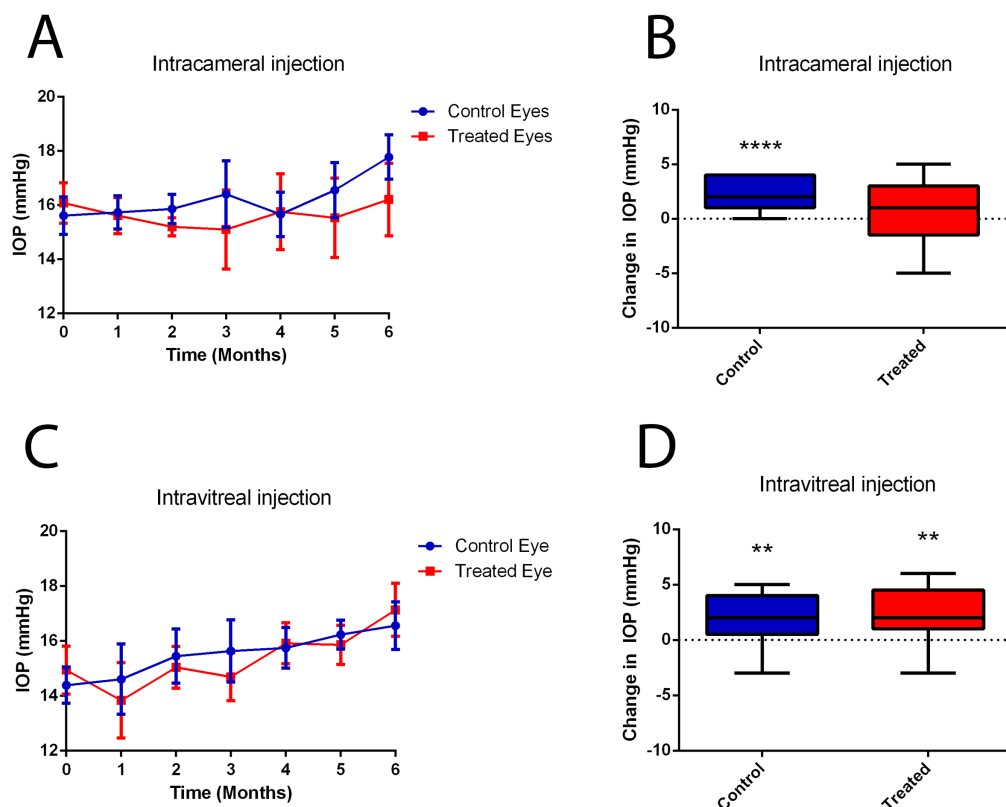 A
Intracameral injection
20
18
16
14
12
IOP (mmHg)
0 1 2 3 4 5 6
Time (Months)
Control Eyes
Treated Eyes
B
Intracameral injection
10
5
0
-5
-10
Change in IOP (mmHg)
****
Control
Treated
C
Intravitreal injection
20
18
16
14
12
IOP (mmHg)
0 1 2 3 4 5 6
Time (Months)
Control Eye
Treated Eye
D
Intravitreal injection
10
5
0
-5
-10
Change in IOP (mmHg)
** **
Control
Treated